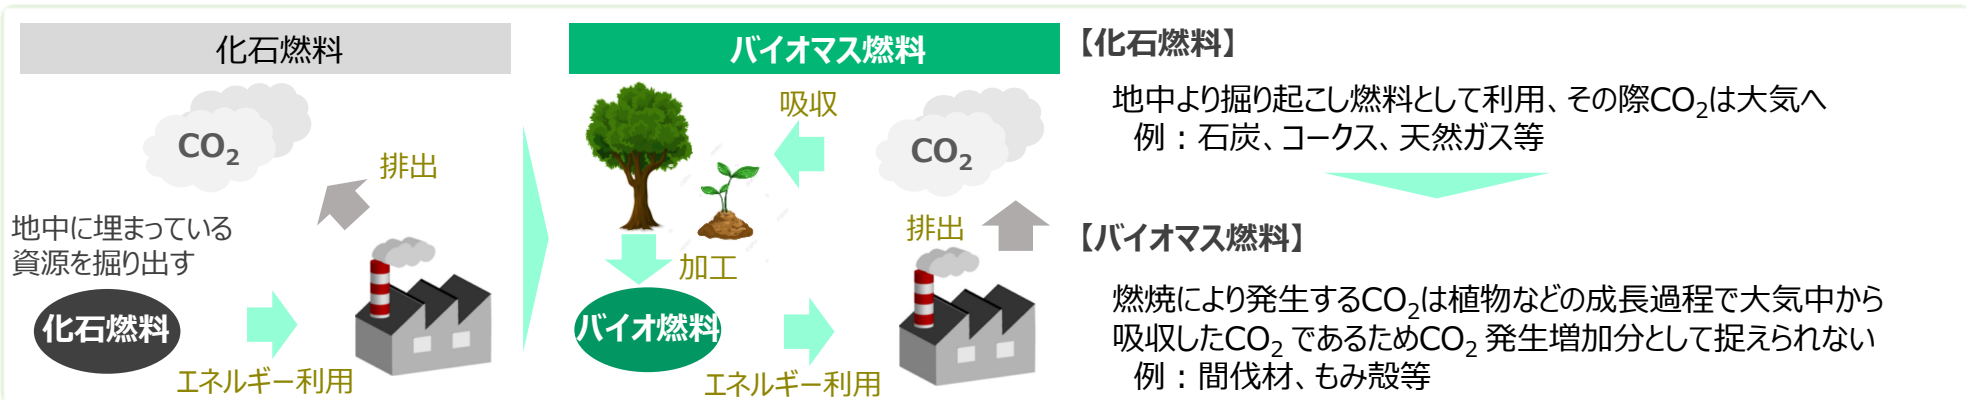 化石燃料
CO2
排出
地中に埋まっている
資源を掘り出す
化石燃料
エネルギー利用
バイオマス燃料
吸収
CO2
排出
加工
バイオ燃料
エネルギー利用
【化石燃料】
地中より掘り起こし燃料として利用、その際CO2は大気へ
例：石炭、コークス、天然ガス等
【バイオマス燃料】
燃焼により発生するCO2は植物などの成長過程で大気中から
吸収したCO2 であるためCO2 発生増加分として捉えられない
例：間伐材、もみ殻等